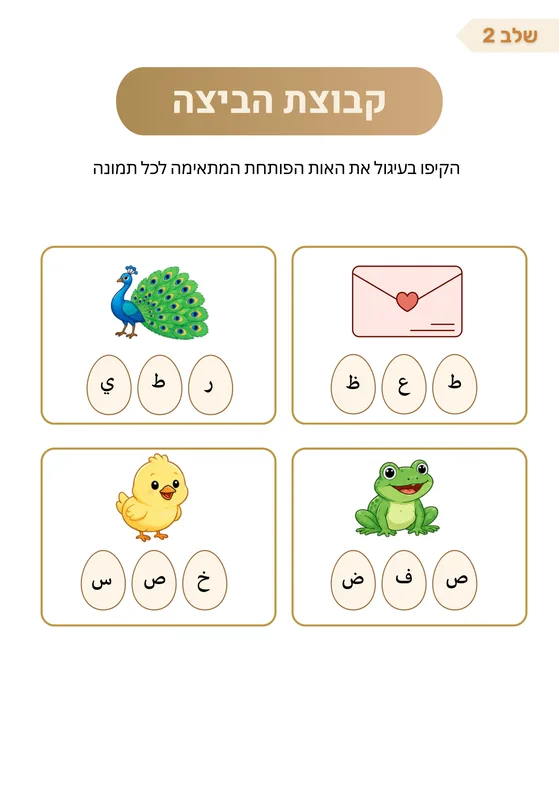 שלב 2
קבוצת הביצה
הקיפו בעיגול את האות הפותחת המתאימה לכל תמונה
ط ع ظ
ر ط ي
ص ف ض
خ ص س